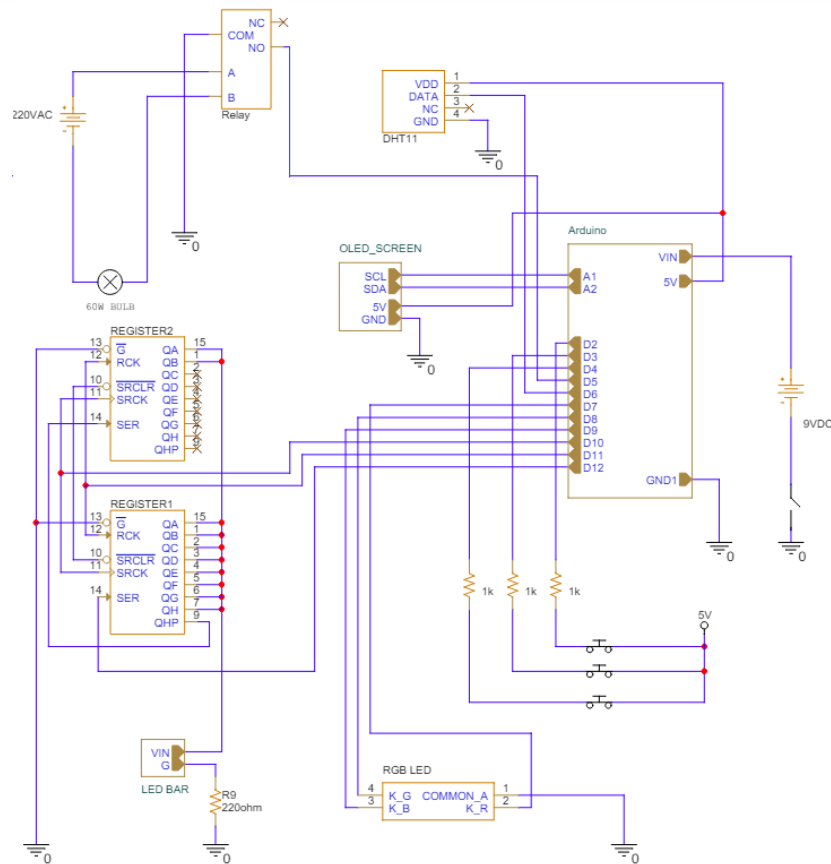 NC
COM
NO
A
B
Relay
220VAC
60W BULB
VDD 1
DATA 2
NC 3
GND 4
DHT11
0
0
OLED_SCREEN
SCL
SDA
5V
GND
0
Arduino
VIN
5V
A1
A2
D2
D3
D4
D5
D6
D7
D8
D9
D10
D11
D12
GND1
9VDC
0
0
REGISTER2
13 G QA 15
12 RCK QB 1
QC 2
10 SRCLR QD
11 SRCK QE
QF
14 SER QG
QH
QHP
REGISTER1
13 G QA 15
12 RCK QB 1
QC 2
10 SRCLR QD 3
11 SRCK QE 4
QF 5
14 SER QG 6
QH 7
QHP 9
1k
1k
1k
5V
VIN
G
LED BAR
R9
220ohm
RGB LED
4 K_G COMMON_A 1
3 K_B K_R 2
0
0
0